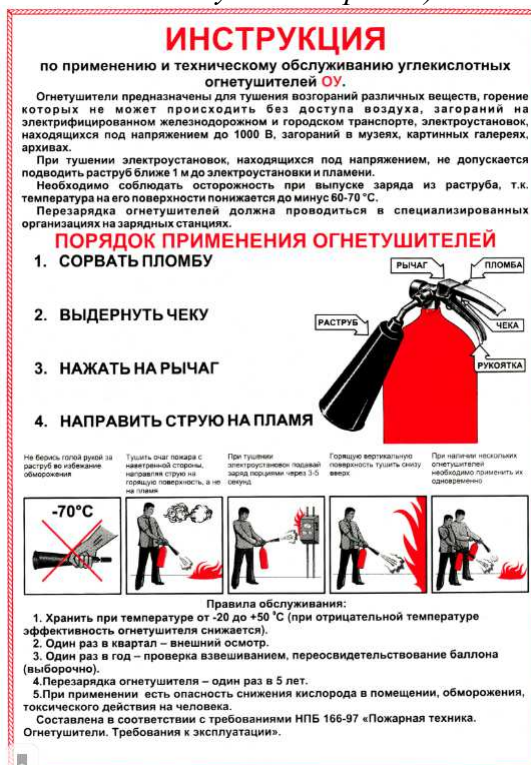 ИНСТРУКЦИЯ
по применению и техническому обслуживанию углекислотных
огнетушителей ОУ.
Огнетушители предназначены для тушения возгораний различных веществ, горение
которых не может происходить без доступа воздуха, загораний на
электрифицированном железнодорожном и городском транспорте, электроустановок,
находящихся под напряжением до 1000 В, загораний в музеях, картинных галереях,
архивах.
При тушении электроустановок, находящихся под напряжением, не допускается
подводить раструб ближе 1 м до электроустановки и пламени.
Необходимо соблюдать осторожность при выпуске заряда из раструба, т.к.
температура на его поверхности понижается до минус 60-70 °С.
Перезарядка огнетушителей должна проводиться в специализированных
организациях на зарядных станциях.
ПОРЯДОК ПРИМЕНЕНИЯ ОГНЕТУШИТЕЛЕЙ
1. СОРВАТЬ ПЛОМБУ
2. ВЫДЕРНУТЬ ЧЕКУ
3. НАЖАТЬ НА РЫЧАГ
4. НАПРАВИТЬ СТРУЮ НА ПЛАМЯ
РЫЧАГ
ПЛОМБА
РАСТРУБ
ЧЕКА
РУКОЯТКА
Не берись голой рукой за
раструб во избежание
обморожения
Тушить очаг пожара с
наветренной стороны,
направляя струю на
горящую поверхность, а не
на пламя
При тушении
электроустановок подавай
заряд порциями через 3-5
секунд
Горящую вертикальную
поверхность тушить снизу
вверх
При наличии нескольких
огнетушителей
необходимо применить их
одновременно
-70°С
Правила обслуживания:
1. Хранить при температуре от -20 до +50 °С (при отрицательной температуре
эффективность огнетушителя снижается).
2. Один раз в квартал – внешний осмотр.
3. Один раз в год – проверка взвешиванием, переосвидетельствование баллона
(выборочно).
4.Перезарядка огнетушителя – один раз в 5 лет.
5.При применении есть опасность снижения кислорода в помещении, обморожения,
токсического действия на человека.
Составлена в соответствии с требованиями НПБ 166-97 «Пожарная техника.
Огнетушители. Требования к эксплуатации».